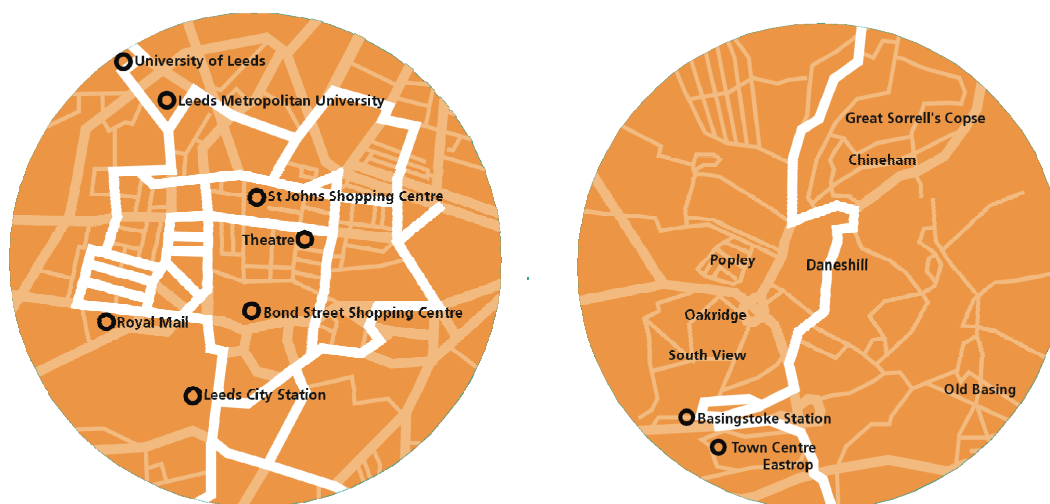 University of Leeds
Leeds Metropolitan University
St Johns Shopping Centre
Theatre
Bond Street Shopping Centre
Royal Mail
Leeds City Station
Great Sorrell's Copse
Chineham
Popley
Daneshill
Oakridge
South View
Old Basing
Basingstoke Station
Town Centre
Eastrop